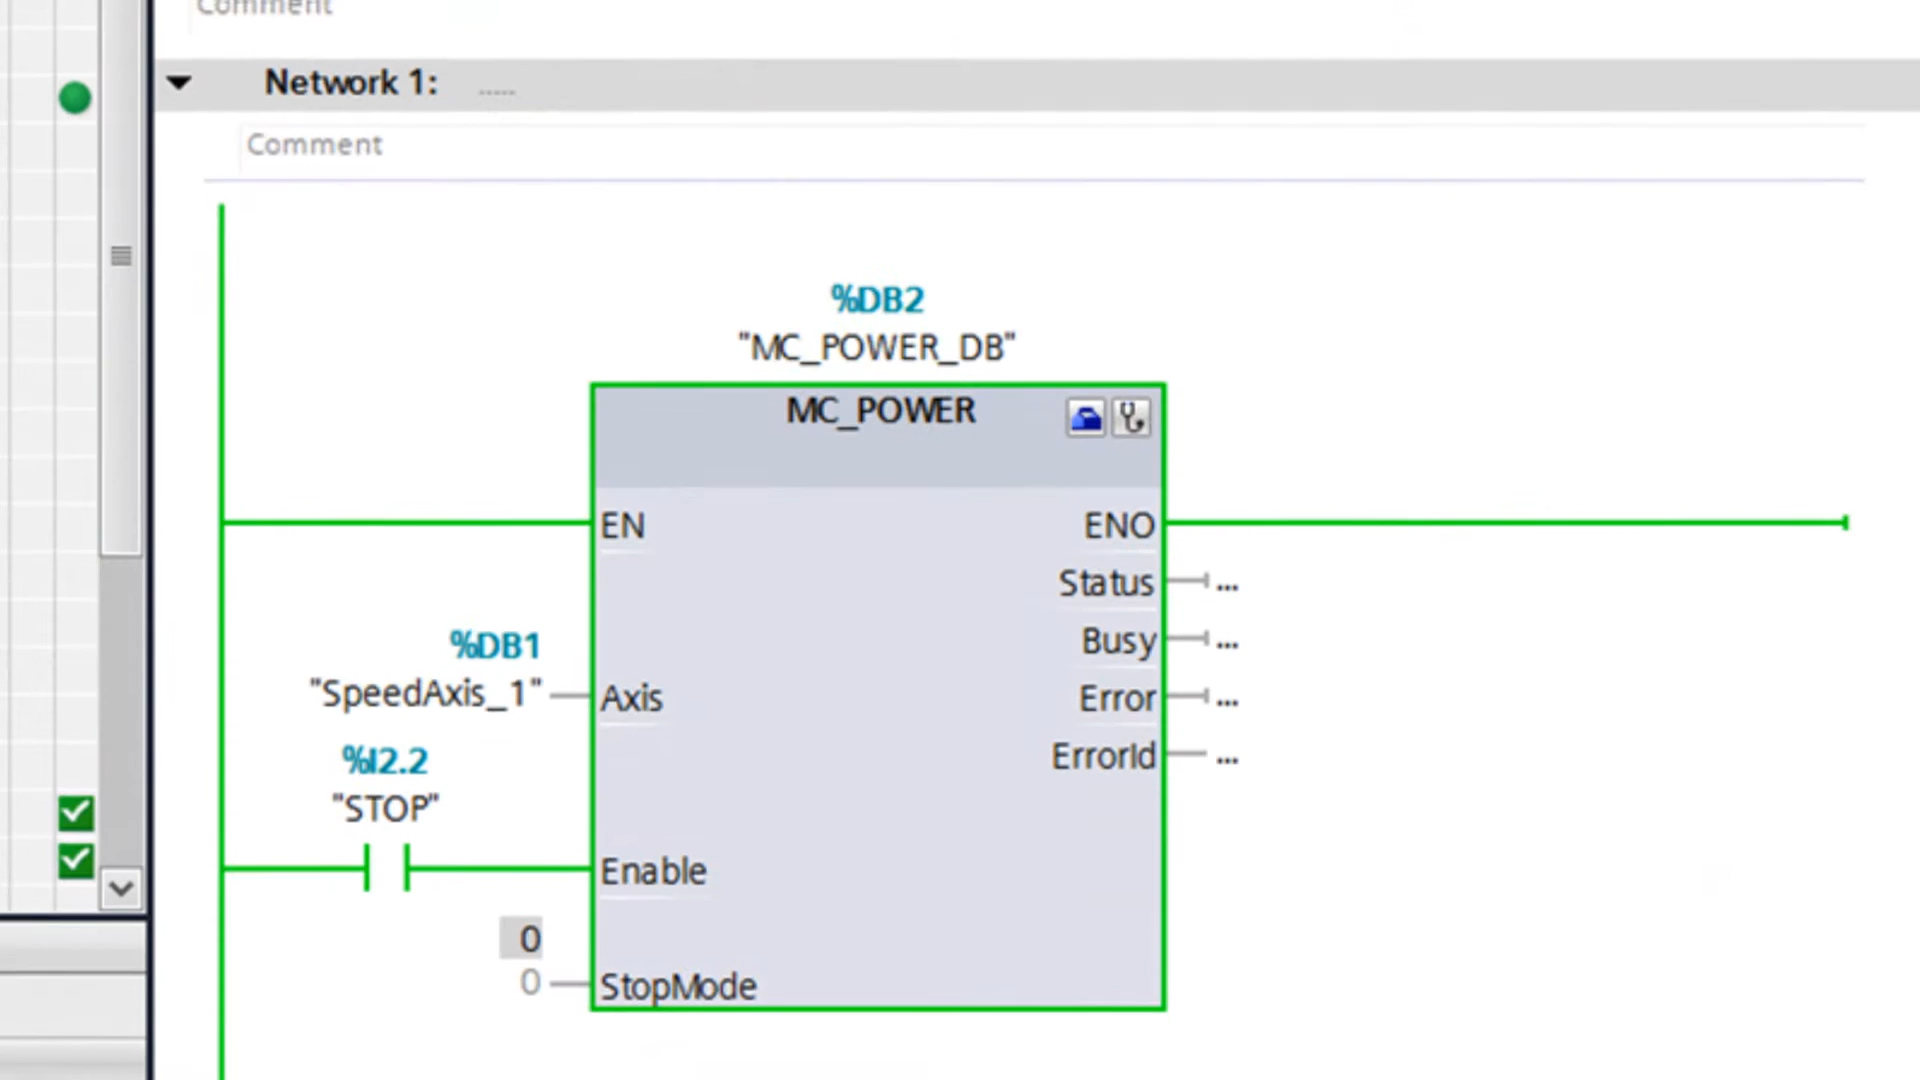 Comment
Network 1: .....
Comment
%DB2
"MC_POWER_DB"
MC_POWER
EN
ENO
Status ...
Busy ...
%DB1
"SpeedAxis_1"
Axis
Error ...
ErrorId ...
%I2.2
"STOP"
Enable
0
0
StopMode